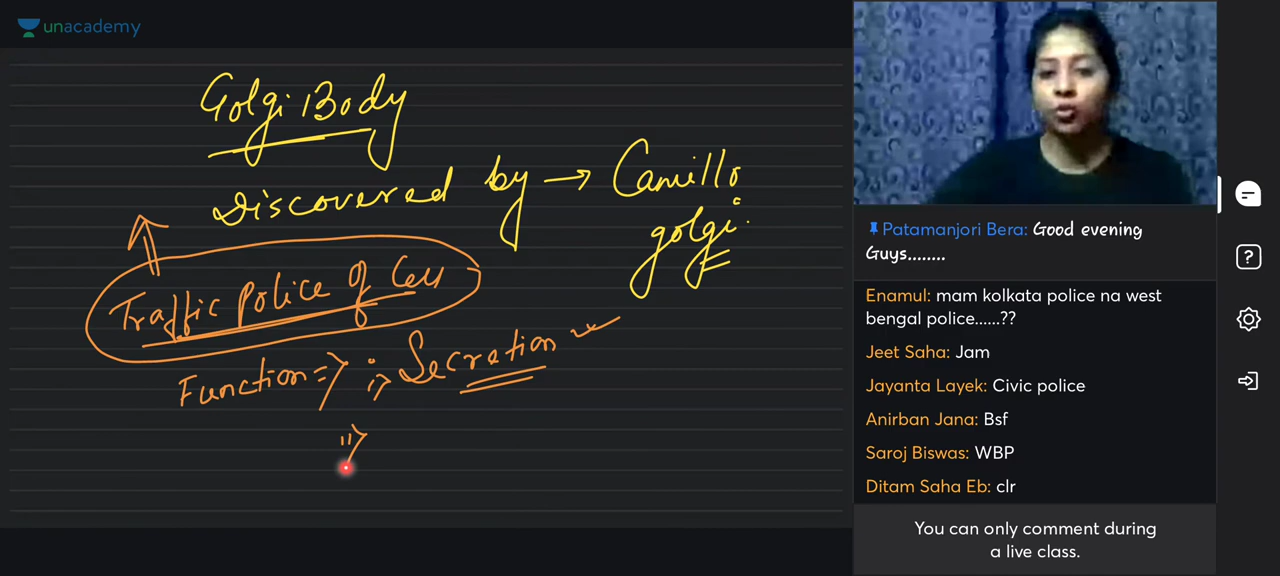 unacademy
Golgi Body
Discovered by → Camillo
golgi.
Traffic police of Cell
Function ⇒ i) Secretion ✓
ii)
Patamanjori Bera: Good evening
Guys........
Enamul: mam kolkata police na west
bengal police......??
Jeet Saha: Jam
Jayanta Layek: Civic police
Anirban Jana: Bsf
Saroj Biswas: WBP
Ditam Saha Eb: clr
You can only comment during
a live class.